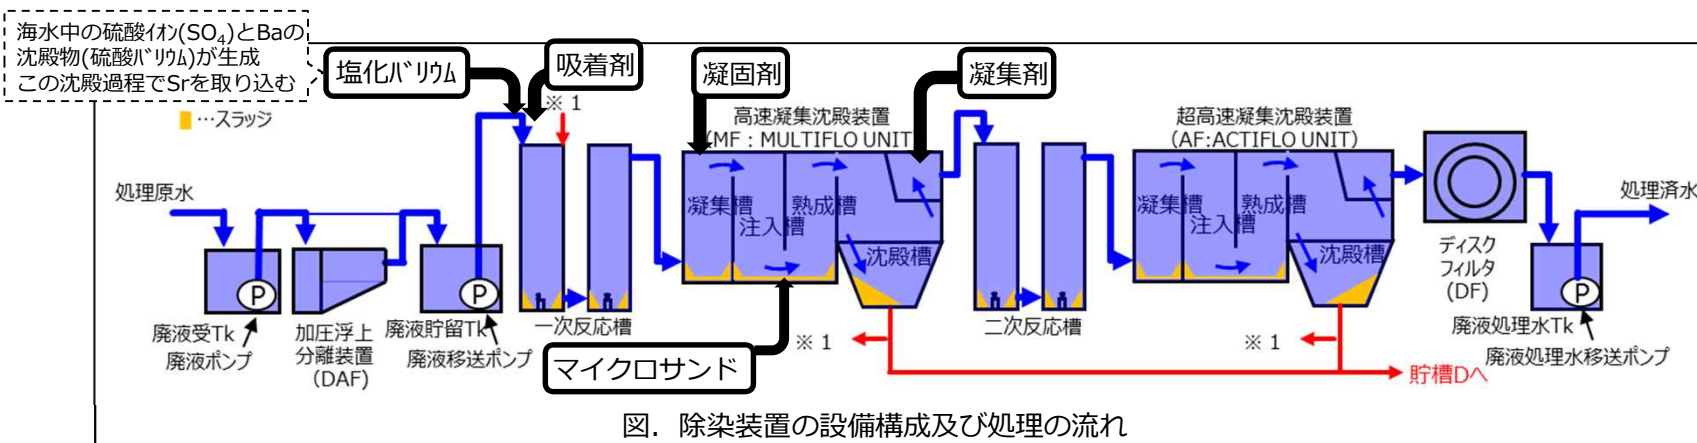 海水中の硫酸ｲｵﾝ(SO4)とBaの
沈殿物(硫酸ﾊﾞﾘｳﾑ)が生成
この沈殿過程でSrを取り込む
塩化ﾊﾞﾘｳﾑ
吸着剤
凝固剤
凝集剤
※１
…スラッジ
高速凝集沈殿装置
(MF：MULTIFLO UNIT)
超高速凝集沈殿装置
(AF:ACTIFLO UNIT)
処理原水
処理済水
凝集槽
注入槽
熟成槽
沈殿槽
凝集槽
注入槽
熟成槽
沈殿槽
P
廃液受Tk
廃液ポンプ
加圧浮上
分離装置
(DAF)
P
廃液貯留Tk
廃液移送ポンプ
一次反応槽
マイクロサンド
※１
二次反応槽
※１
ディスク
フィルタ
(DF)
P
廃液処理水Tk
廃液処理水移送ポンプ
貯槽Dへ
図．除染装置の設備構成及び処理の流れ